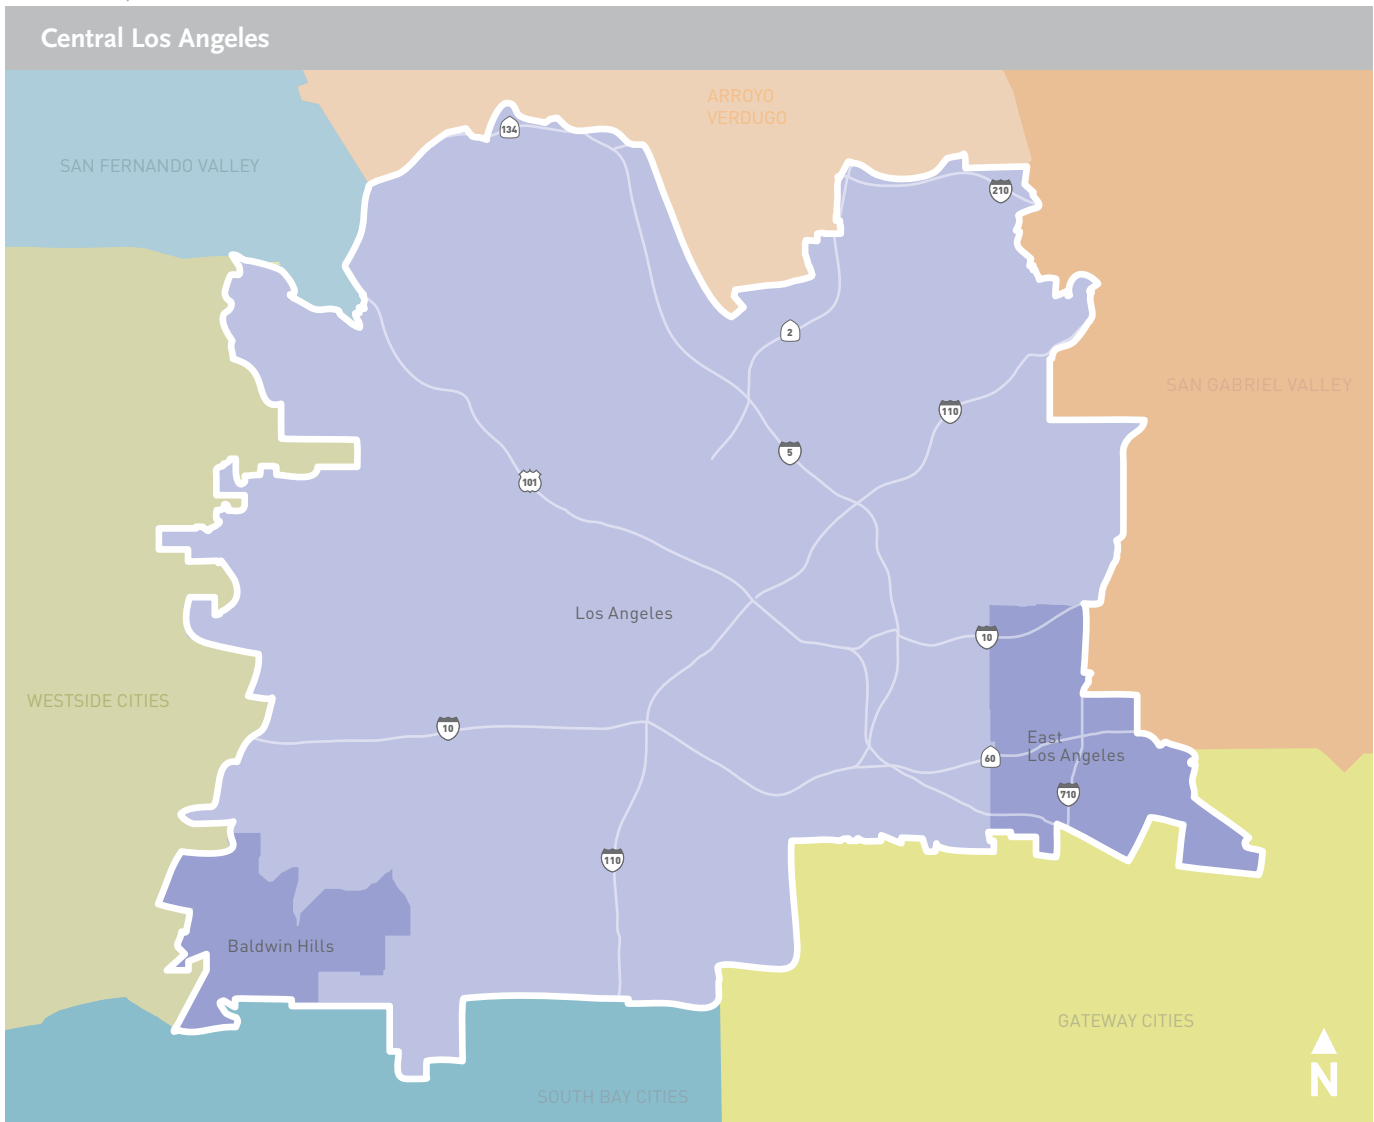 Central Los Angeles
ARROYO
VERDUGO
134
SAN FERNANDO VALLEY
210
2
SAN GABRIEL VALLEY
110
5
101
Los Angeles
10
WESTSIDE CITIES
10
East
Los Angeles
60
710
110
Baldwin Hills
GATEWAY CITIES
N
SOUTH BAY CITIES